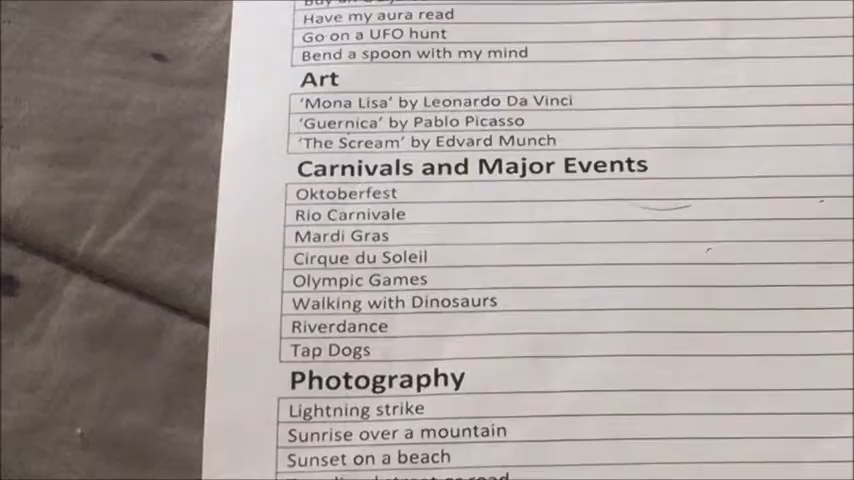 Have my aura read
Go on a UFO hunt
Bend a spoon with my mind
Art
‘Mona Lisa’ by Leonardo Da Vinci
‘Guernica’ by Pablo Picasso
‘The Scream’ by Edvard Munch
Carnivals and Major Events
Oktoberfest
Rio Carnivale
Mardi Gras
Cirque du Soleil
Olympic Games
Walking with Dinosaurs
Riverdance
Tap Dogs
Photography
Lightning strike
Sunrise over a mountain
Sunset on a beach